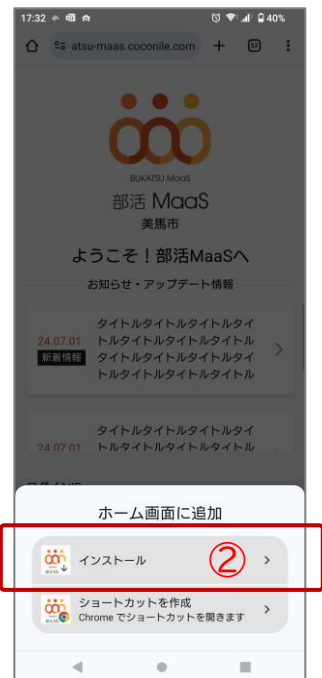 17:32 40%
atsu-maas.coconile.com
BUKATSU MaaS
部活 MaaS
美馬市
ようこそ！部活MaaSへ
お知らせ・アップデート情報
タイトルタイトルタイトルタイ
24.07.01 トルタイトルタイトルタイトル
新着情報 タイトルタイトルタイトルタイ
トルタイトルタイトルタイトル
タイトルタイトルタイトルタイ
24.07.01 トルタイトルタイトルタイトル
ホーム画面に追加
インストール ②
ショートカットを作成
Chrome でショートカットを開きます